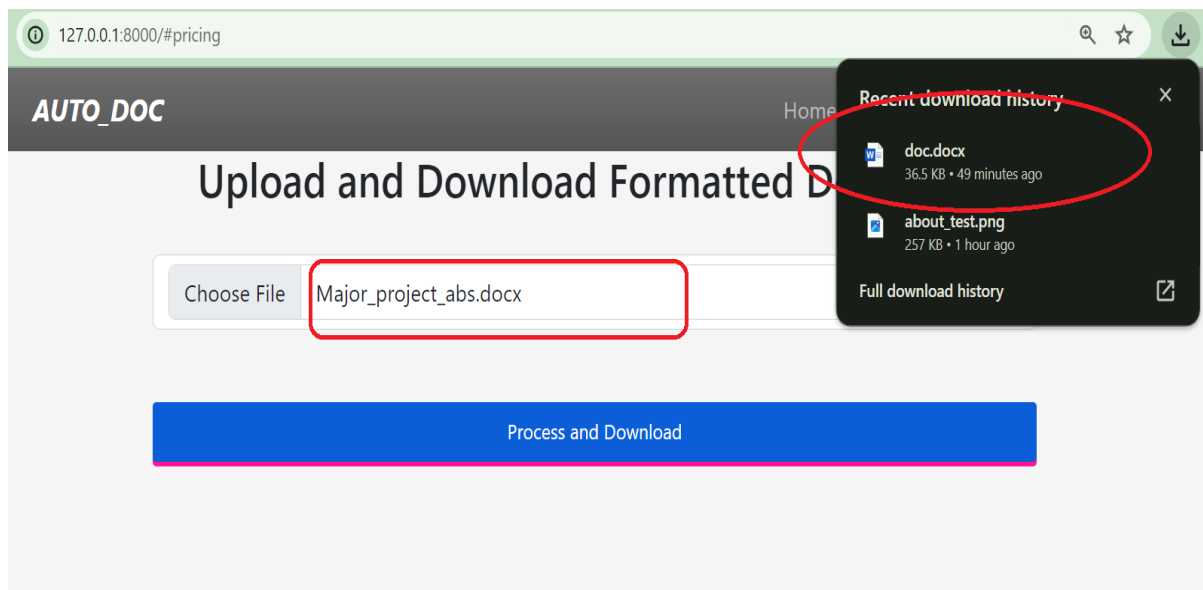 127.0.0.1:8000/#pricing
AUTO_DOC
Home
Recent download history
doc.docx
36.5 KB • 49 minutes ago
about_test.png
257 KB • 1 hour ago
Full download history
Upload and Download Formatted D
Choose File
Major_project_abs.docx
Process and Download